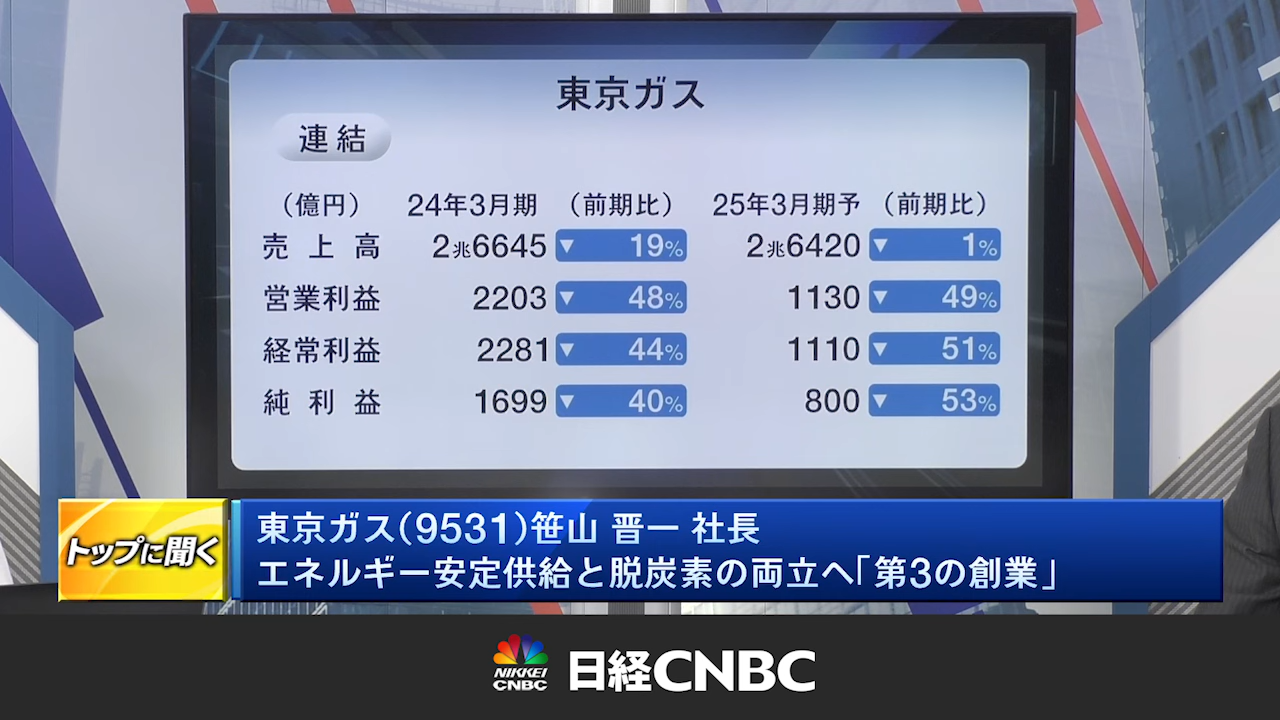 東京ガス
連結
（億円） 24年3月期 （前期比） 25年3月期予 （前期比）
売上高 2兆6645 ▼ 19% 2兆6420 ▼ 1%
営業利益 2203 ▼ 48% 1130 ▼ 49%
経常利益 2281 ▼ 44% 1110 ▼ 51%
純利益 1699 ▼ 40% 800 ▼ 53%
トップに聞く
東京ガス（9531）笹山 晋一 社長
エネルギー安定供給と脱炭素の両立へ「第3の創業」
NIKKEI
CNBC
日経CNBC